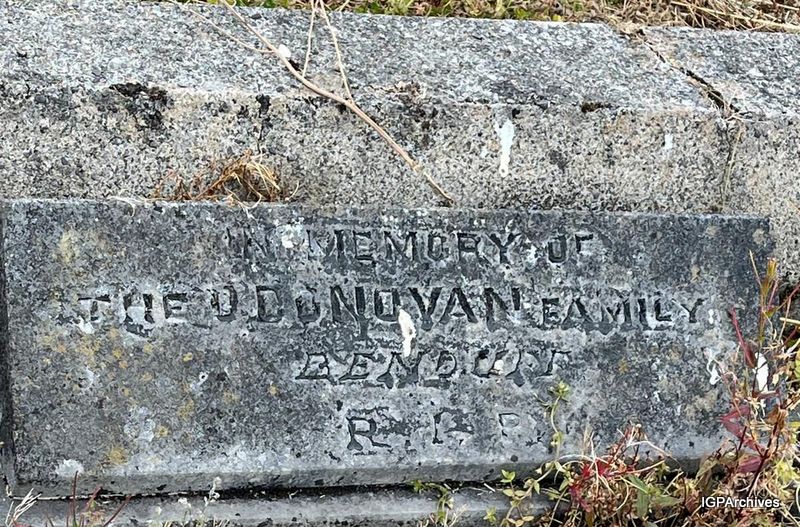 IN MEMORY OF
THE O DONOVAN FAMILY
BENDUFF
R. I. P.
IGPArchives